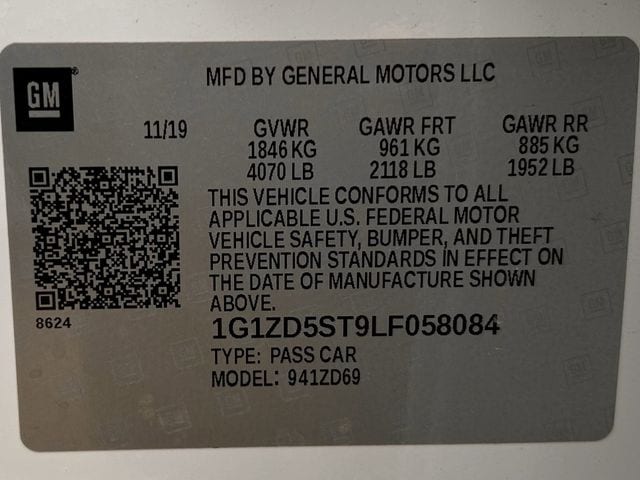 GM
MFD BY GENERAL MOTORS LLC
11/19 GVWR GAWR FRT GAWR RR
1846 KG 961 KG 885 KG
4070 LB 2118 LB 1952 LB
THIS VEHICLE CONFORMS TO ALL
APPLICABLE U.S. FEDERAL MOTOR
VEHICLE SAFETY, BUMPER, AND THEFT
PREVENTION STANDARDS IN EFFECT ON
THE DATE OF MANUFACTURE SHOWN
ABOVE.
8624
1G1ZD5ST9LF058084
TYPE: PASS CAR
MODEL: 941ZD69